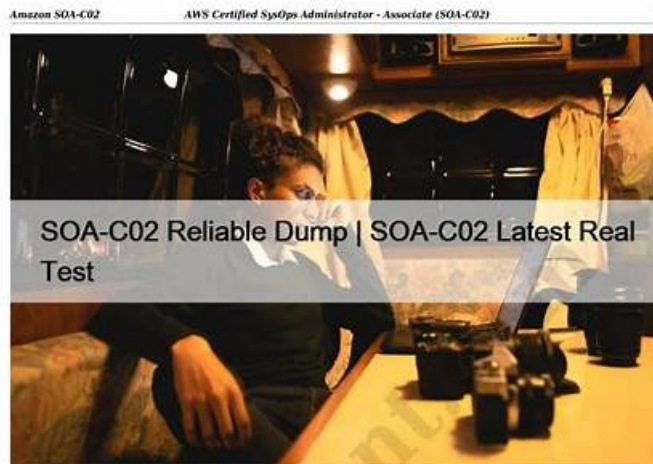 Amazon SOA-C02 AWS Certified SysOps Administrator - Associate (SOA-C02)
SOA-C02 Reliable Dump | SOA-C02 Latest Real
Test